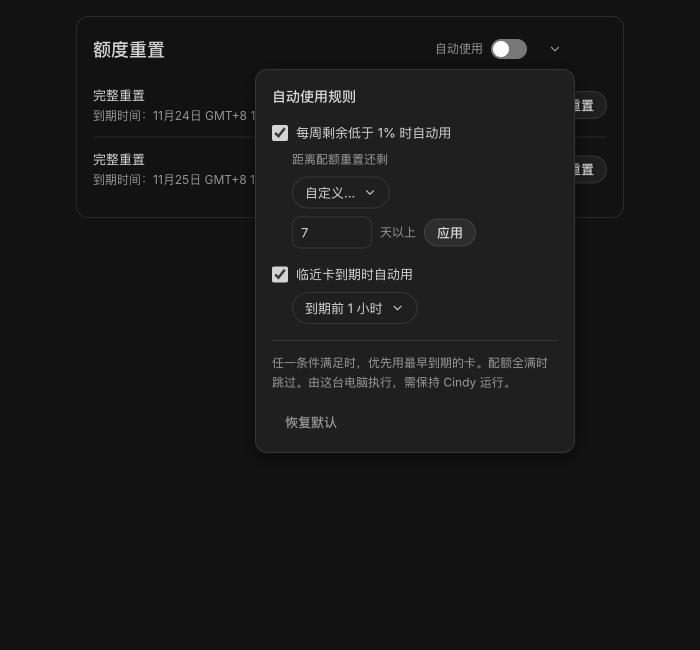 额度重置
自动使用
完整重置
到期时间：11月24日 GMT+8 1
重置
完整重置
到期时间：11月25日 GMT+8 1
重置
自动使用规则
每周剩余低于 1% 时自动用
距离配额重置还剩
自定义...
7 天以上 应用
临近卡到期时自动用
到期前 1 小时
任一条件满足时，优先用最早到期的卡。配额全满时
跳过。由这台电脑执行，需保持 Cindy 运行。
恢复默认